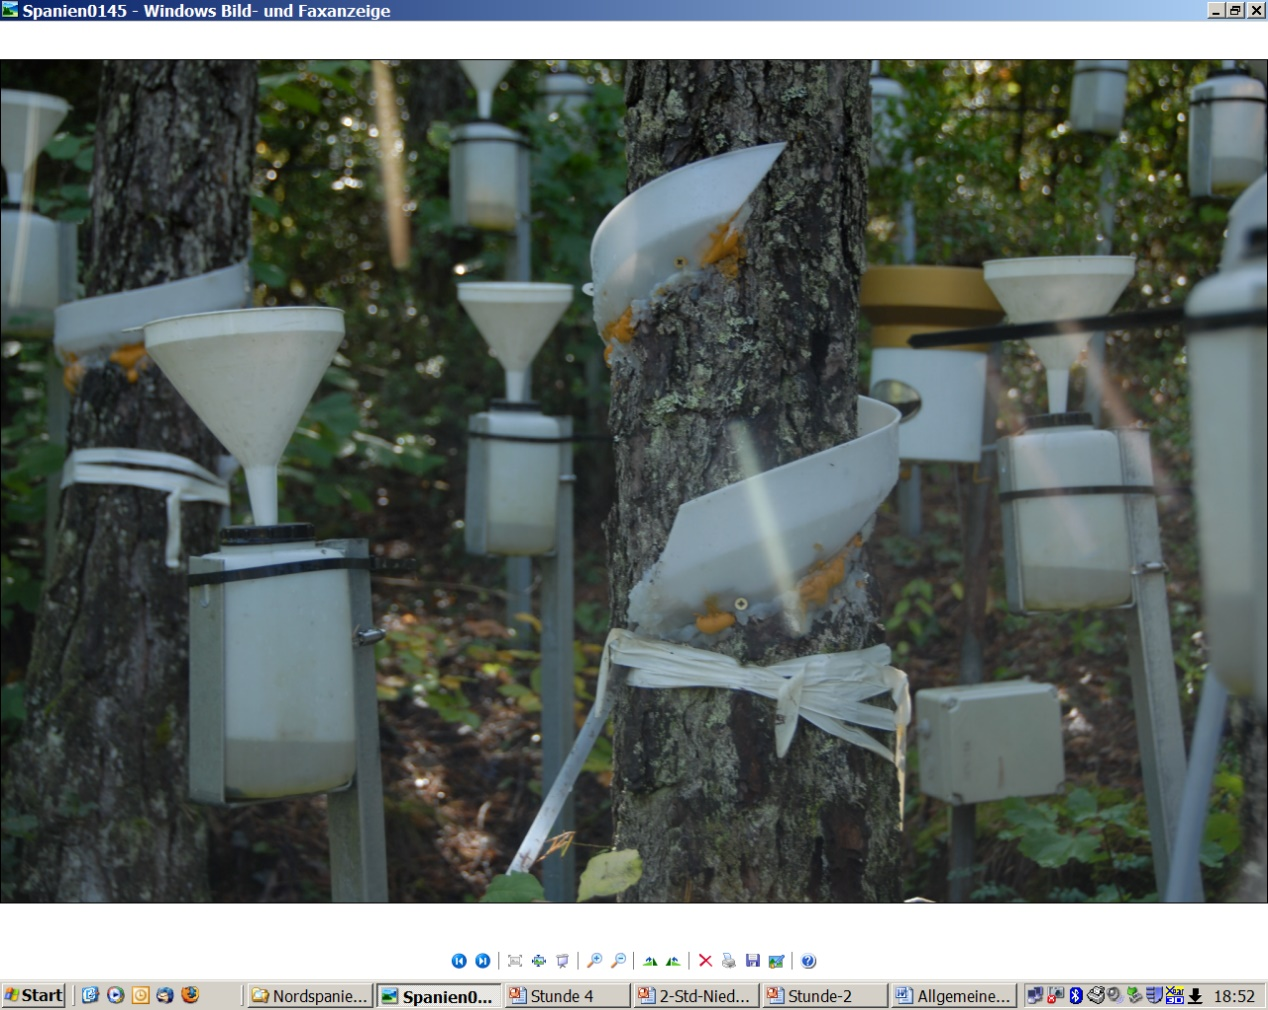 Spanien0145 - Windows Bild- und Faxanzeige
Start
Nordspanie...
Spanien0...
Stunde 4
2-Std-Nied...
Stunde-2
Allgemeine...
18:52